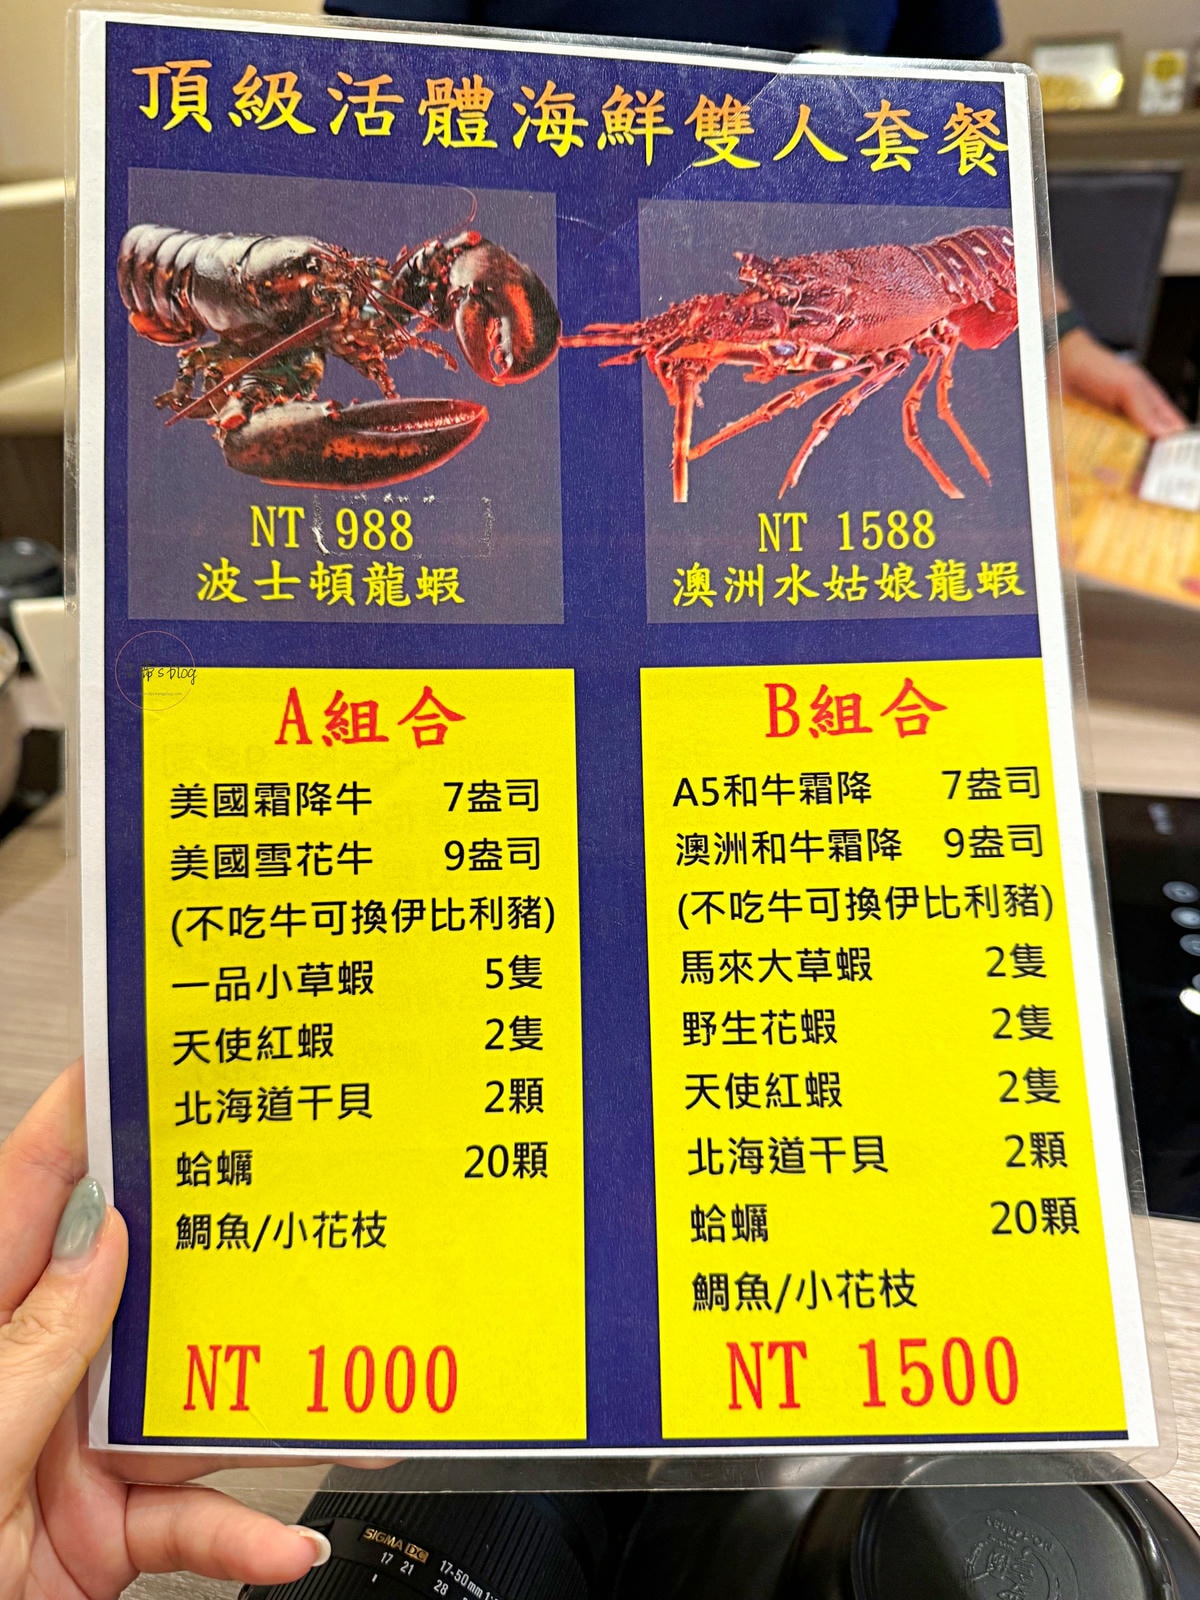 頂級活體海鮮雙人套餐
NT 988
波士頓龍蝦
NT 1588
澳洲水姑娘龍蝦
s blog
A組合
美國霜降牛 7盎司
美國雪花牛 9盎司
(不吃牛可換伊比利豬)
一品小草蝦 5隻
天使紅蝦 2隻
北海道干貝 2顆
蛤蠣 20顆
鯛魚/小花枝
NT 1000
B組合
A5和牛霜降 7盎司
澳洲和牛霜降 9盎司
(不吃牛可換伊比利豬)
馬來大草蝦 2隻
野生花蝦 2隻
天使紅蝦 2隻
北海道干貝 2顆
蛤蠣 20顆
鯛魚/小花枝
NT 1500
SIGMA DC
17-50mm
17 21 28